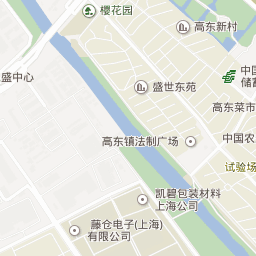 樱花园
高东新村
盛中心
中国
储蓄
盛世东苑
高东菜市
高东镇法制广场
中国农
试验场
凯碧包装材料
上海公司
藤仓电子(上海)
有限公司